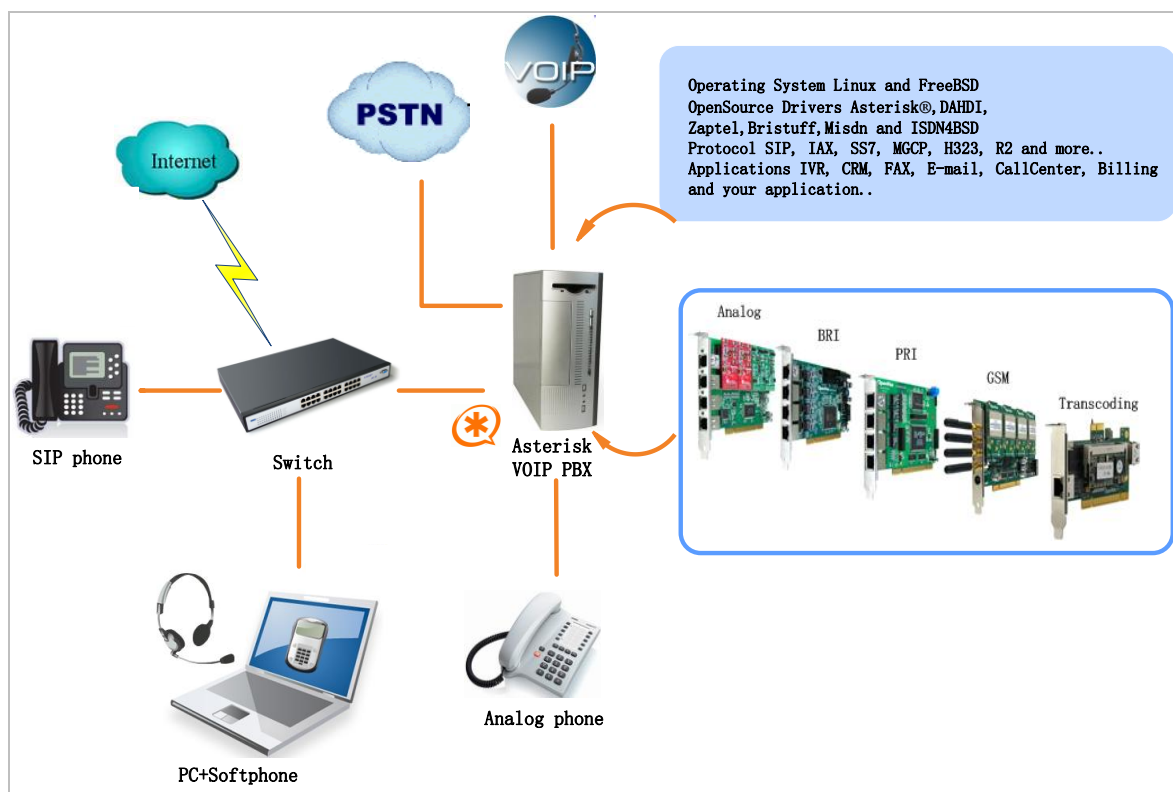 VOIP
PSTN
Internet
Operating System Linux and FreeBSD
OpenSource Drivers Asterisk®,DAHDI,
Zaptel,Bristuff,Misdn and ISDN4BSD
Protocol SIP, IAX, SS7, MGCP, H323, R2 and more..
Applications IVR, CRM, FAX, E-mail, CallCenter, Billing
and your application..
Analog
BRI
PRI
GSM
Transcoding
SIP phone
Switch
Asterisk
VOIP PBX
Analog phone
PC+Softphone